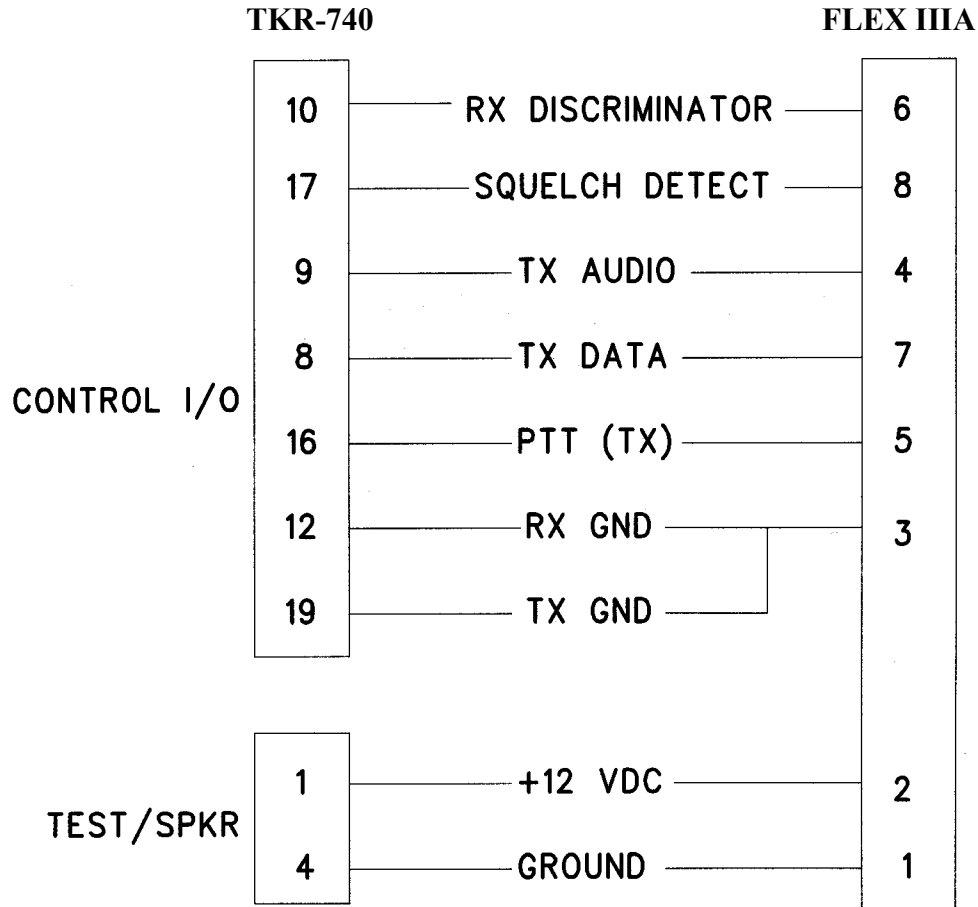 TKR-740 FLEX IIIA
10 RX DISCRIMINATOR 6
17 SQUELCH DETECT 8
9 TX AUDIO 4
8 TX DATA 7
CONTROL I/O
16 PTT (TX) 5
12 RX GND 3
19 TX GND
1 +12 VDC 2
TEST/SPKR
4 GROUND 1